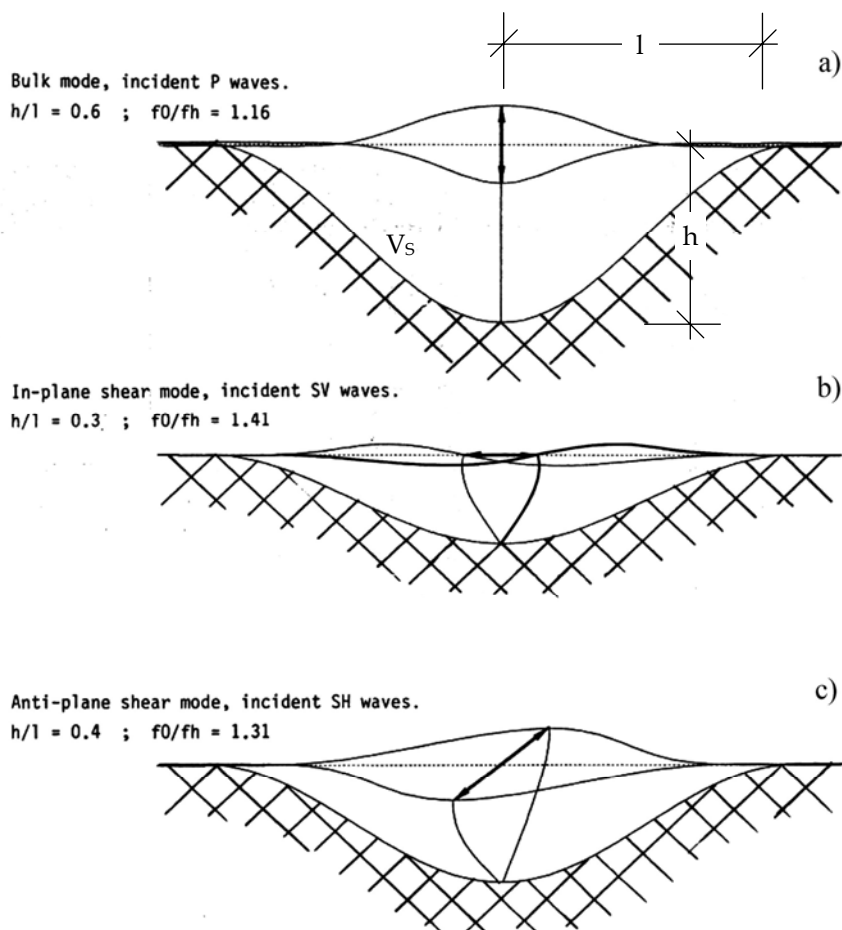 l
a)
Bulk mode, incident P waves.
h/l = 0.6 ; f0/fh = 1.16
h
VS
In-plane shear mode, incident SV waves.
b)
h/l = 0.3 ; f0/fh = 1.41
Anti-plane shear mode, incident SH waves.
c)
h/l = 0.4 ; f0/fh = 1.31